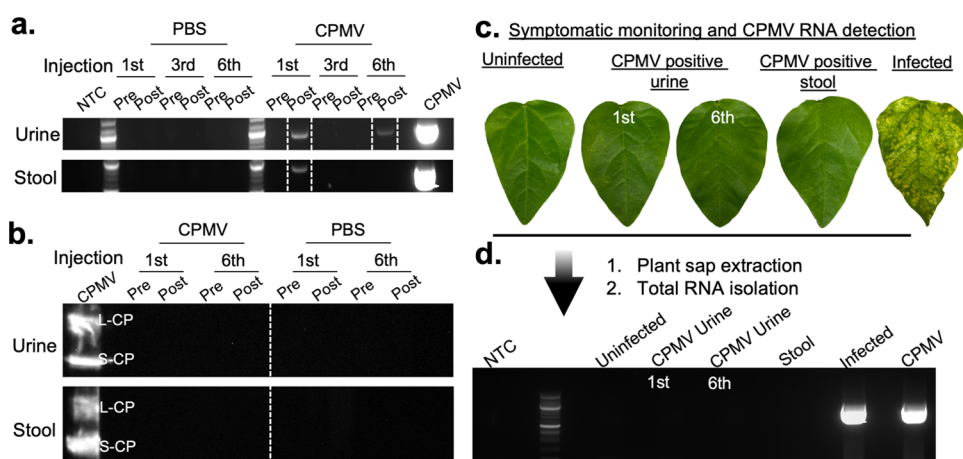 a.
PBS
CPMV
Injection
1st
3rd
6th
1st
3rd
6th
NTC
Pre
Post
Pre
Post
Pre
Post
Pre
Post
Pre
Post
Pre
Post
CPMV
Urine
Stool
b.
CPMV
PBS
Injection
1st
6th
1st
6th
CPMV
Pre
Post
Pre
Post
Pre
Post
Pre
Post
Urine
L-CP
S-CP
Stool
L-CP
S-CP
c.
Symptomatic monitoring and CPMV RNA detection
Uninfected
CPMV positive
urine
CPMV positive
stool
Infected
1st
6th
d.
1. Plant sap extraction
2. Total RNA isolation
NTC
Uninfected
CPMV Urine
CPMV Urine
Stool
Infected
CPMV
1st
6th